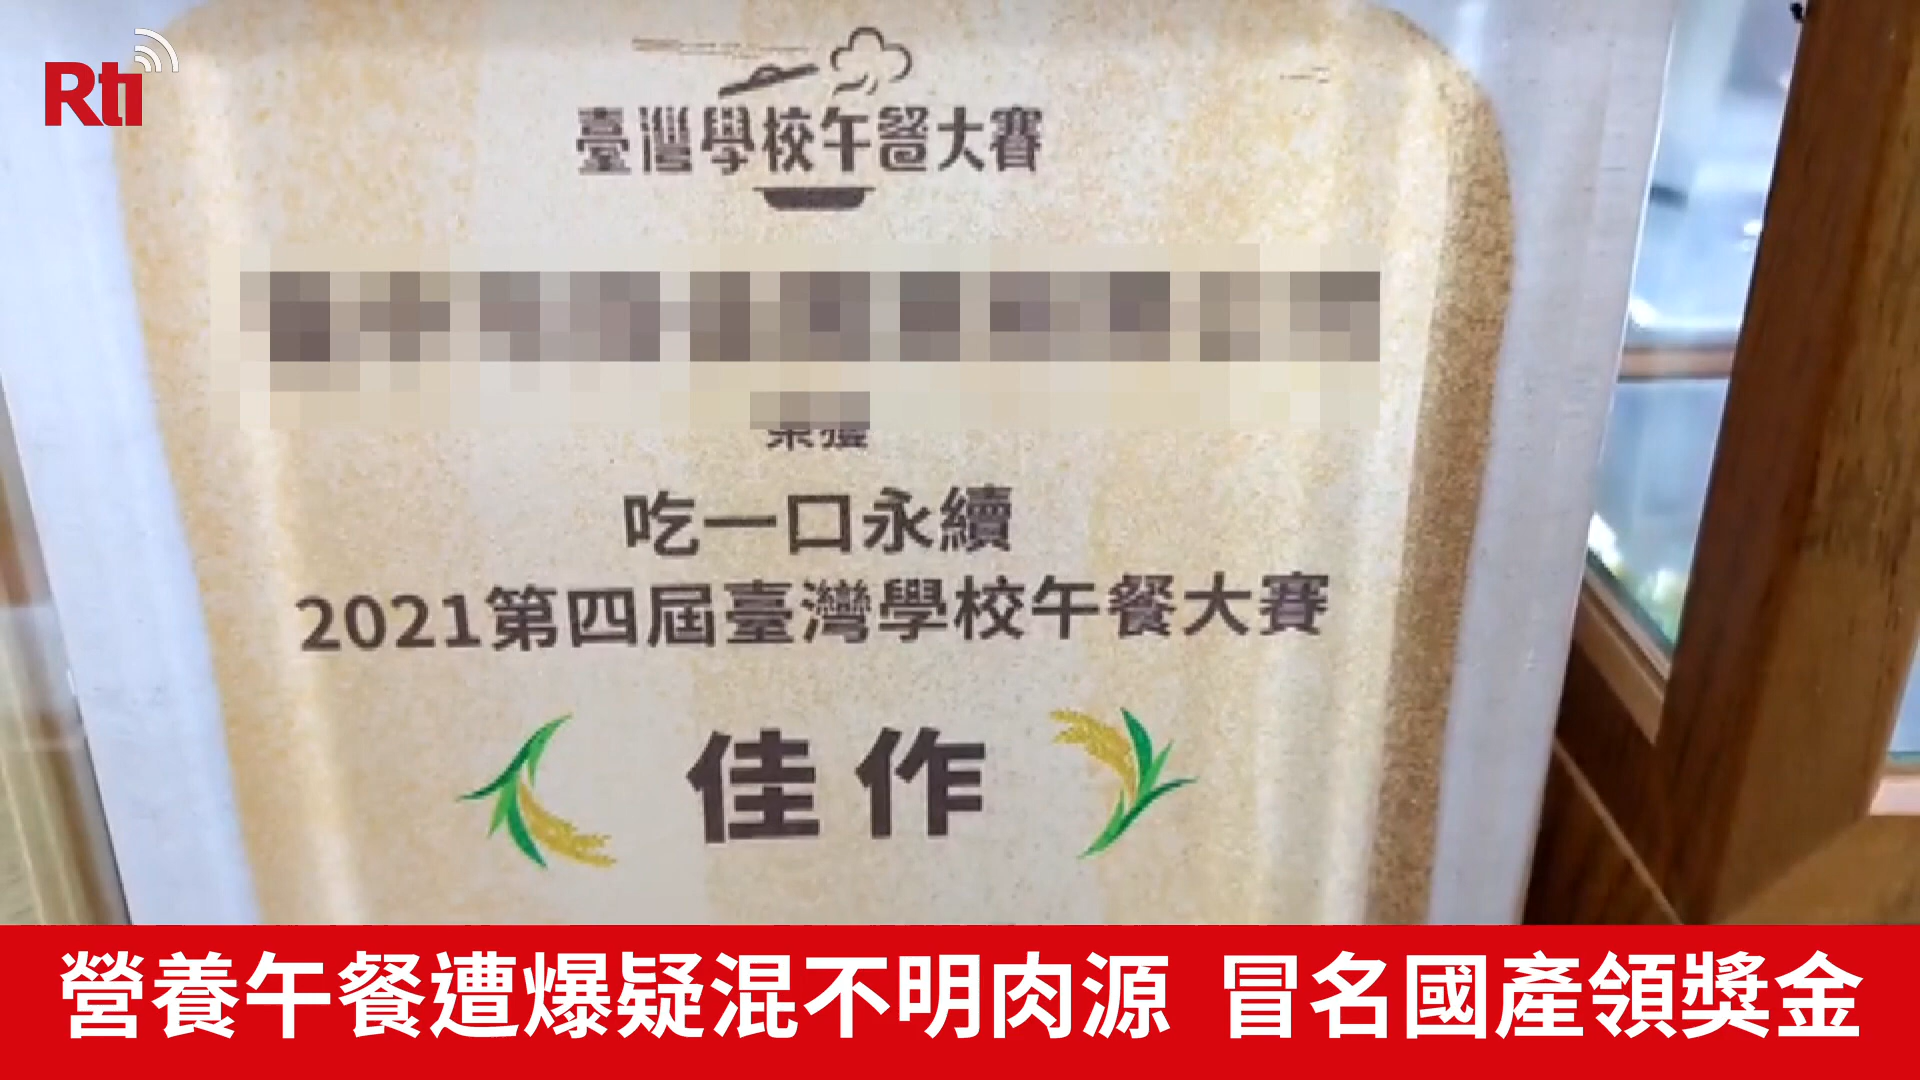 Rti
臺灣學校午餐大賽
榮獲
吃一口永續
2021第四屆臺灣學校午餐大賽
佳作
營養午餐遭爆疑混不明肉源 冒名國產領獎金